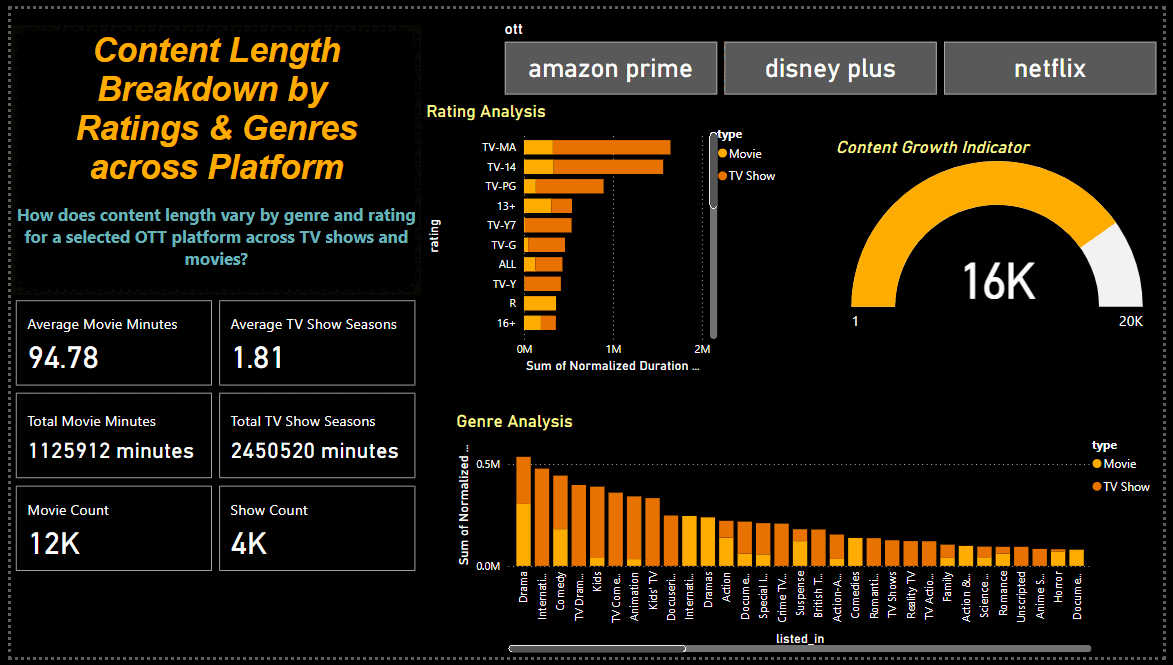 Content Length
Breakdown by
Ratings & Genres
across Platform
How does content length vary by genre and rating
for a selected OTT platform across TV shows and
movies?
Average Movie Minutes
94.78
Average TV Show Seasons
1.81
Total Movie Minutes
1125912 minutes
Total TV Show Seasons
2450520 minutes
Movie Count
12K
Show Count
4K
ott
amazon prime
disney plus
netflix
Rating Analysis
rating
TV-MA
TV-14
TV-PG
13+
TV-Y7
TV-G
ALL
TV-Y
R
16+
0M
1M
2M
Sum of Normalized Duration ...
type
Movie
TV Show
Content Growth Indicator
16K
1
20K
Genre Analysis
Sum of Normalized ...
0.5M
0.0M
Drama
Internati...
Comedy
TV Dram...
Kids
TV Come...
Animation
Kids' TV
Docuseri...
Internati...
Dramas
Action
Docume...
Special I...
Crime TV...
Suspense
British T...
Action-A...
Comedies
Romanti...
TV Shows
Reality TV
TV Actio...
Family
Action &...
Science ...
Romance
Unscripted
Anime S...
Horror
Docume...
listed_in
type
Movie
TV Show